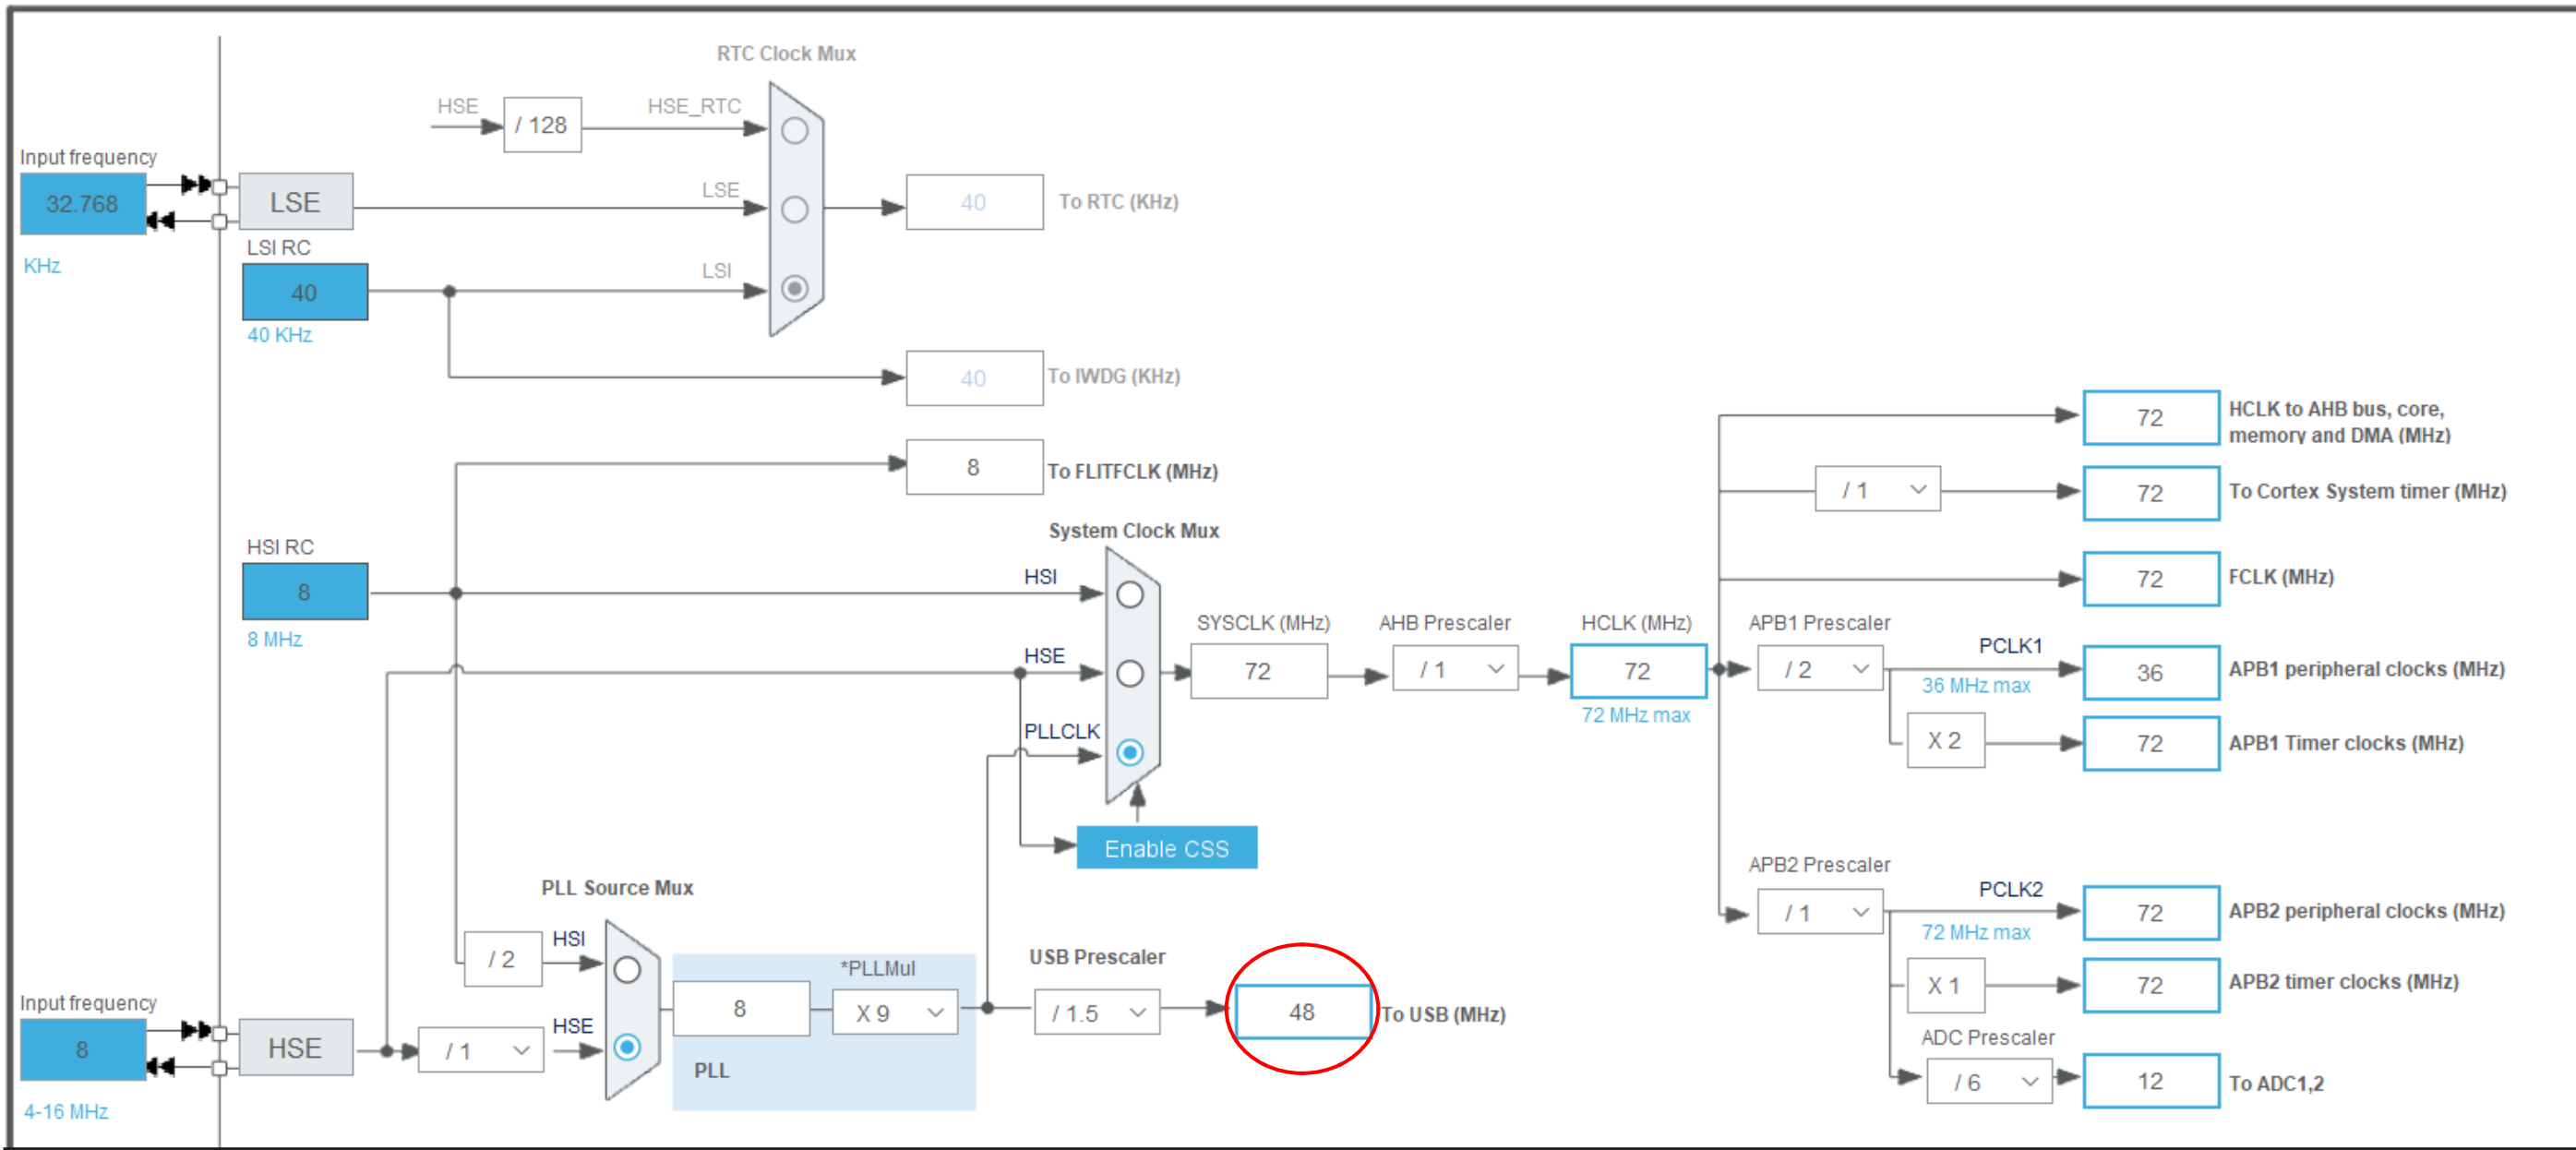 RTC Clock Mux
HSE
/ 128
HSE_RTC
Input frequency
32.768
KHz
LSE
LSE
40
To RTC (KHz)
LSI RC
40
40 KHz
LSI
40
To IWDG (KHz)
8
To FLITFCLK (MHz)
HSI RC
8
8 MHz
System Clock Mux
HSI
HSE
PLLCLK
Enable CSS
SYSCLK (MHz)
72
AHB Prescaler
/ 1
HCLK (MHz)
72
72 MHz max
72
HCLK to AHB bus, core,
memory and DMA (MHz)
/ 1
72
To Cortex System timer (MHz)
72
FCLK (MHz)
APB1 Prescaler
/ 2
PCLK1
36 MHz max
36
APB1 peripheral clocks (MHz)
X 2
72
APB1 Timer clocks (MHz)
APB2 Prescaler
/ 1
PCLK2
72 MHz max
72
APB2 peripheral clocks (MHz)
X 1
72
APB2 timer clocks (MHz)
ADC Prescaler
/ 6
12
To ADC1,2
PLL Source Mux
/ 2
HSI
Input frequency
8
4-16 MHz
HSE
/ 1
HSE
8
*PLLMul
X 9
PLL
USB Prescaler
/ 1.5
48
To USB (MHz)